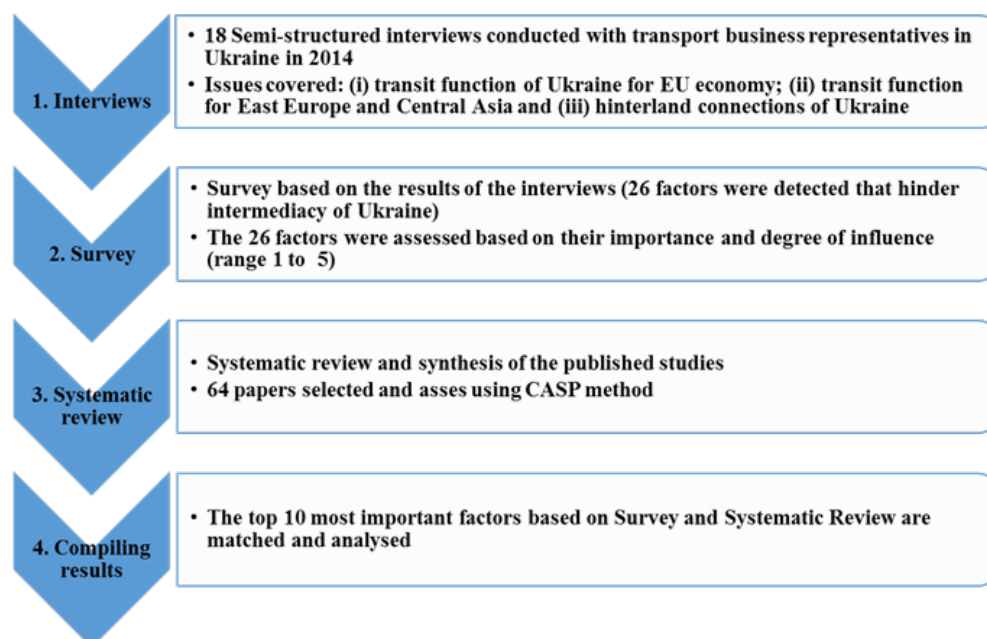 • 18 Semi-structured interviews conducted with transport business representatives in
Ukraine in 2014
1. Interviews
• Issues covered: (i) transit function of Ukraine for EU economy; (ii) transit function
for East Europe and Central Asia and (iii) hinterland connections of Ukraine
• Survey based on the results of the interviews (26 factors were detected that hinder
intermediacy of Ukraine)
2. Survey
• The 26 factors were assessed based on their importance and degree of influence
(range 1 to 5)
3. Systematic
review
• Systematic review and synthesis of the published studies
• 64 papers selected and asses using CASP method
4. Compiling
results
• The top 10 most important factors based on Survey and Systematic Review are
matched and analysed